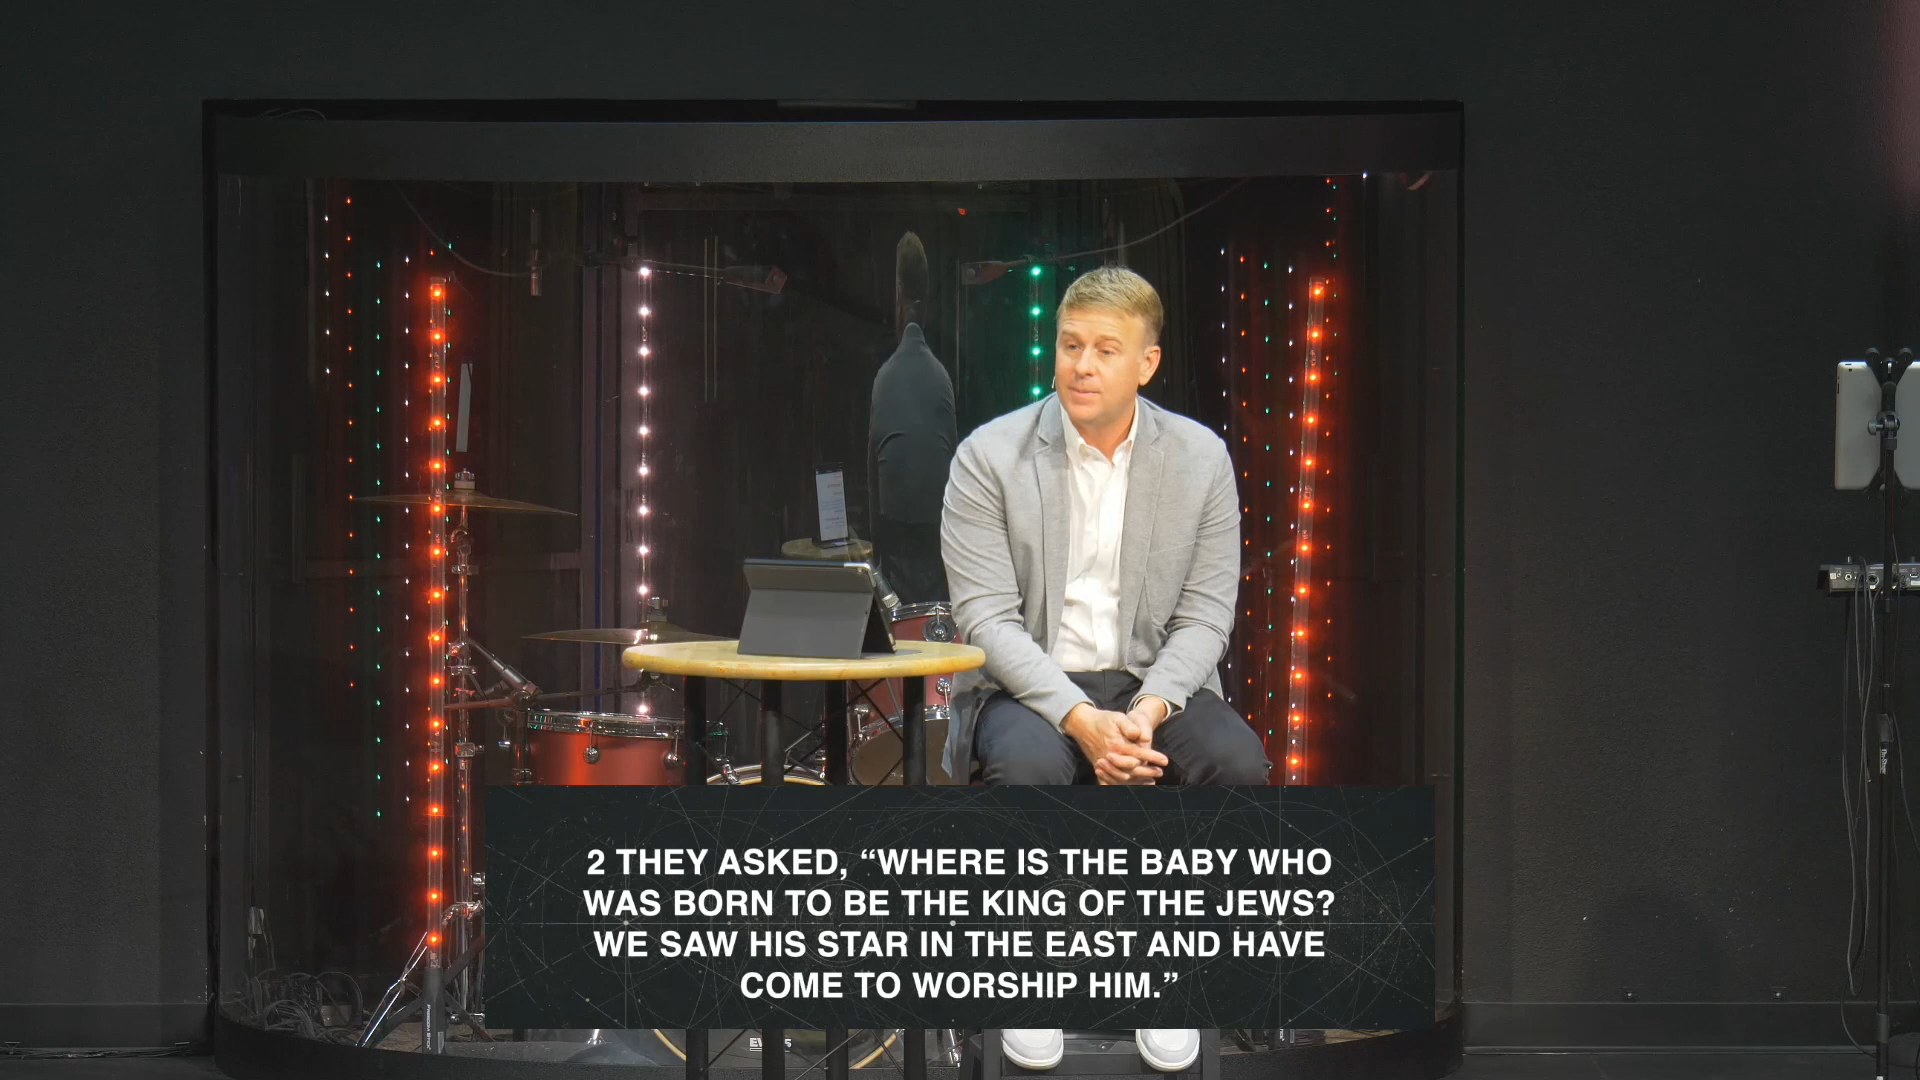 2 THEY ASKED, “WHERE IS THE BABY WHO
WAS BORN TO BE THE KING OF THE JEWS?
WE SAW HIS STAR IN THE EAST AND HAVE
COME TO WORSHIP HIM.”